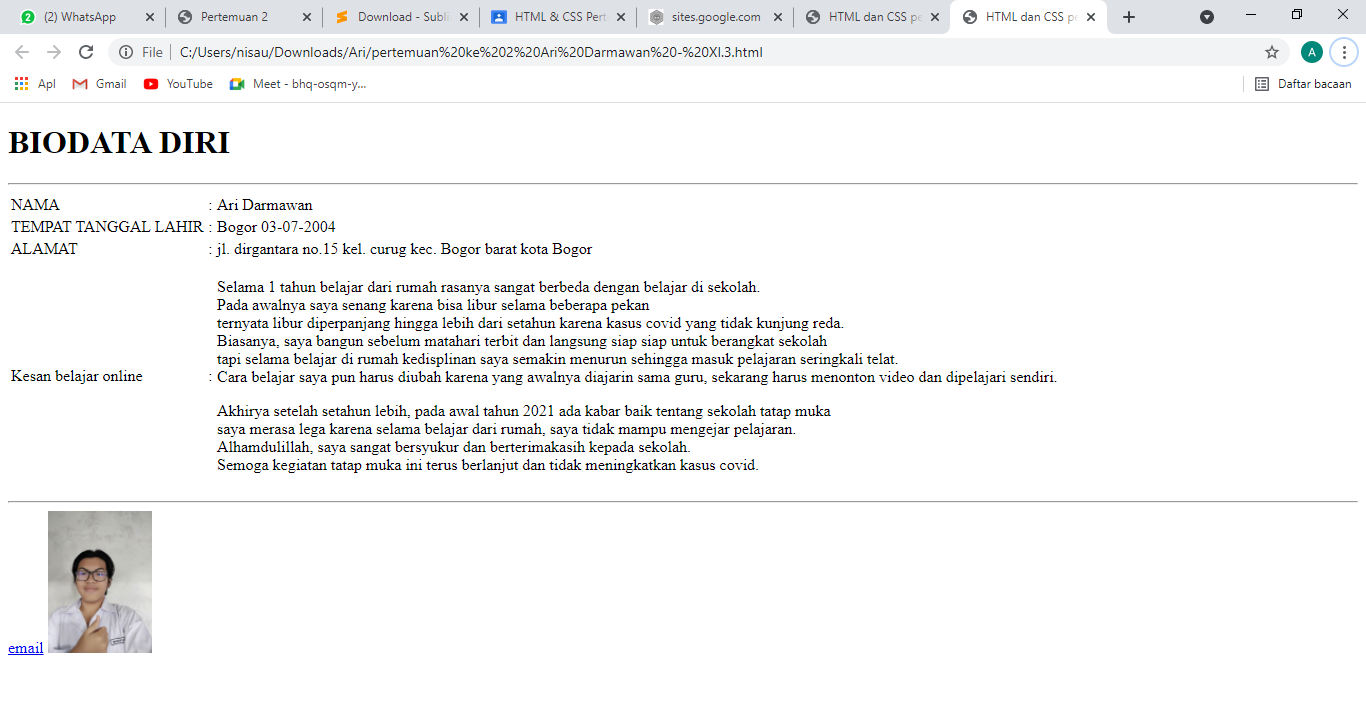 (2) WhatsApp
Pertemuan 2
Download - Subli
HTML & CSS Pert
sites.google.com
HTML dan CSS pe
HTML dan CSS pe
File
C:/Users/nisau/Downloads/Ari/pertemuan%20ke%202%20Ari%20Darmawan%20-%20XI.3.html
A
Apl
Gmail
YouTube
Meet - bhq-osqm-y...
Daftar bacaan
BIODATA DIRI
NAMA : Ari Darmawan
TEMPAT TANGGAL LAHIR : Bogor 03-07-2004
ALAMAT : jl. dirgantara no.15 kel. curug kec. Bogor barat kota Bogor
Selama 1 tahun belajar dari rumah rasanya sangat berbeda dengan belajar di sekolah.
Pada awalnya saya senang karena bisa libur selama beberapa pekan
ternyata libur diperpanjang hingga lebih dari setahun karena kasus covid yang tidak kunjung reda.
Biasanya, saya bangun sebelum matahari terbit dan langsung siap siap untuk berangkat sekolah
tapi selama belajar di rumah kedisplinan saya semakin menurun sehingga masuk pelajaran seringkali telat.
Kesan belajar online : Cara belajar saya pun harus diubah karena yang awalnya diajarin sama guru, sekarang harus menonton video dan dipelajari sendiri.
Akhirya setelah setahun lebih, pada awal tahun 2021 ada kabar baik tentang sekolah tatap muka
saya merasa lega karena selama belajar dari rumah, saya tidak mampu mengejar pelajaran.
Alhamdulillah, saya sangat bersyukur dan berterimakasih kepada sekolah.
Semoga kegiatan tatap muka ini terus berlanjut dan tidak meningkatkan kasus covid.
email